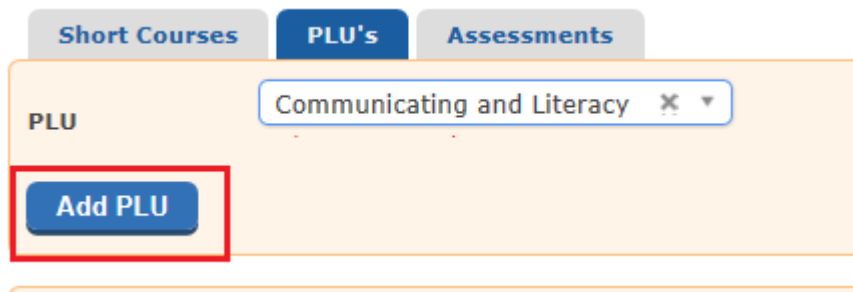 Short Courses PLU's Assessments
PLU Communicating and Literacy
Add PLU